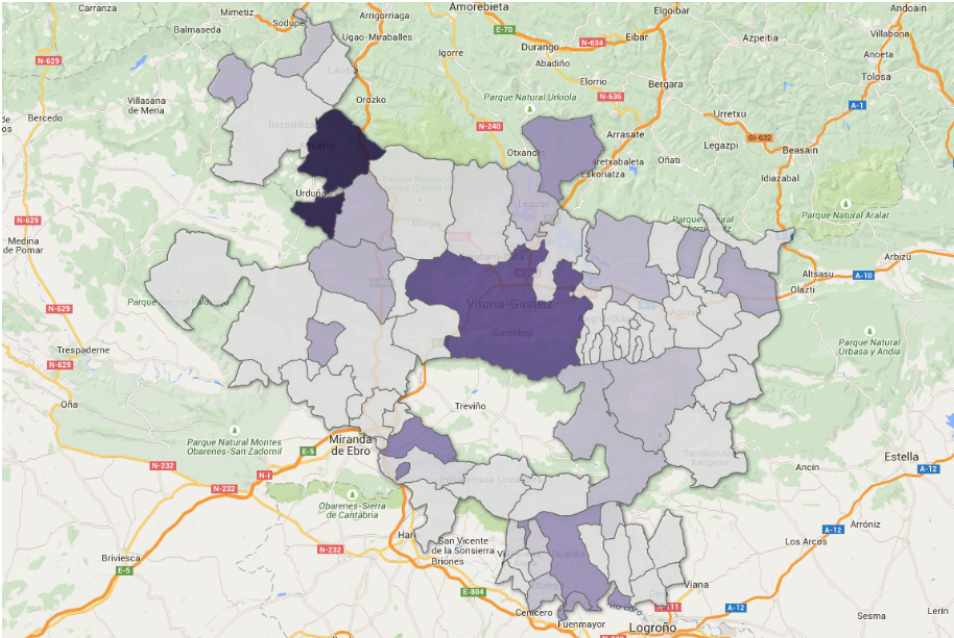 Carranza
Mimetiz
Sodupe
Arrigorriaga
Amorebieta
Elgoibar
Andoain
Balmaseda
Ugao-Miraballes
E-70
Durango
N-634
Eibar
Azpeitia
Villabona
N-629
Igorre
Abadiño
Anoeta
Tolosa
Laudio
Elorrio
Bergara
Villasana
de Mena
Orozko
Parque Natural Urkiola
N-636
A-1
Bercedo
Urretxu
N-240
Arrasate
GI-632
Legazpi
Beasain
Otxandio
Aretxabaleta
Oñati
Eskoriatza
Idiazabal
Urduña
Parque Natural Aralar
N-629
Legutio
Murgia
Medina
de Pomar
Arbizu
Altsasu
A-10
Olazti
N-629
Vitoria-Gasteiz
Gardelegi
Agurain
Trespaderne
N-629
Parque Natural
Urbasa y Andia
Treviño
Oña
Parque Natural Montes
Obarenes-San Zadornil
Miranda
de Ebro
E-5
N-232
N-I
N-232
Santikurutz
Kanpezu
Ancín
Estella
A-12
Obarenes-Sierra
de Cantabria
Haro
A-12
Arróniz
N-232
San Vicente
de la Sonsierra
Briones
Los Arcos
Briviesca
E-5
E-804
Viana
A-12
Cenicero
Fuenmayor
Logroño
Sesma
Lerín